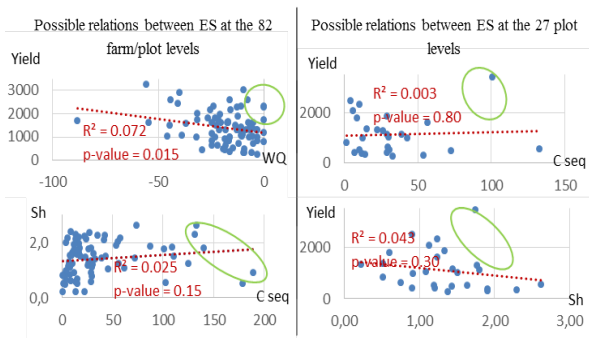 Possible relations between ES at the 82
farm/plot levels
Yield
3000
2000
1000
0
R² = 0.072
p-value = 0.015
WQ
-100
-50
0
Possible relations between ES at the 27 plot
levels
Yield
2000
0
R² = 0.003
p-value = 0.80
C seq
0
50
100
150
Sh
2,0
0,0
R² = 0.025
p-value = 0.15
C seq
0
50
100
150
200
Yield
2000
0
R² = 0.043
p-value = 0.30
Sh
0,00
1,00
2,00
3,00